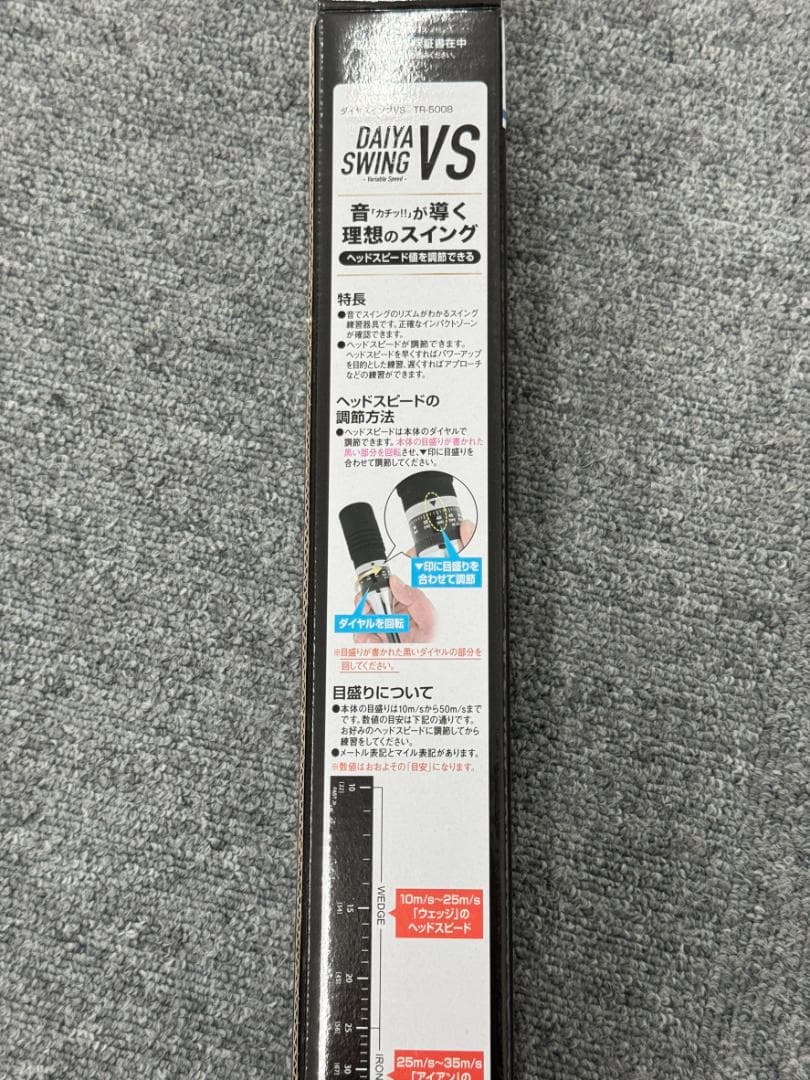 保証書在中
ください。
ダイヤスイングVS TR-5008
DAIYA
SWING VS
- Variable Speed -
音「カチッ!!」が導く
理想のスイング
ヘッドスピード値を調節できる
特長
●音でスイングのリズムがわかるスイング
練習器具です。正確なインパクトゾーン
が確認できます。
●ヘッドスピードが調節できます。
ヘッドスピードを早くすればパワーアップ
を目的とした練習、遅くすればアプローチ
などの練習ができます。
ヘッドスピードの
調節方法
●ヘッドスピードは本体のダイヤルで
調節できます。本体の目盛りが書かれた
黒い部分を回転させ、▼印に目盛りを
合わせて調節してください。
▼印に目盛りを
合わせて調節
ダイヤルを回転
※目盛りが書かれた黒いダイヤルの部分を
回してください。
目盛りについて
●本体の目盛りは10m/sから50m/sまで
です。数値の目安は下記の通りです。
お好みのヘッドスピードに調節してから
練習をしてください。
●メートル表記とマイル表記があります。
※数値はおおよその「目安」になります。
10
WEDGE
10m/s〜25m/s
「ウェッジ」の
ヘッドスピード
15
20
25
IRON
25m/s〜35m/s
「アイアン」の
30